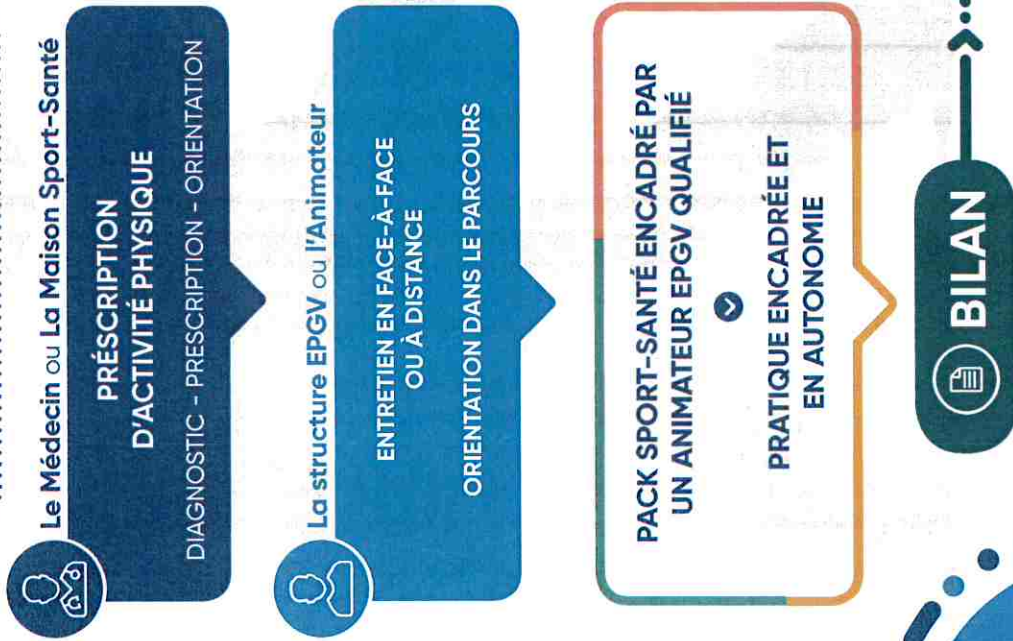 Le Médecin ou La Maison Sport-Santé
PRÉSCRIPTION
D'ACTIVITÉ PHYSIQUE
DIAGNOSTIC - PRESCRIPTION - ORIENTATION
La structure EPGV ou l'Animateur
ENTRETIEN EN FACE-À-FACE
OU À DISTANCE
ORIENTATION DANS LE PARCOURS
PACK SPORT-SANTÉ ENCADRÉ PAR
UN ANIMATEUR EPGV QUALIFIÉ
PRATIQUE ENCADRÉE ET
EN AUTONOMIE
BILAN